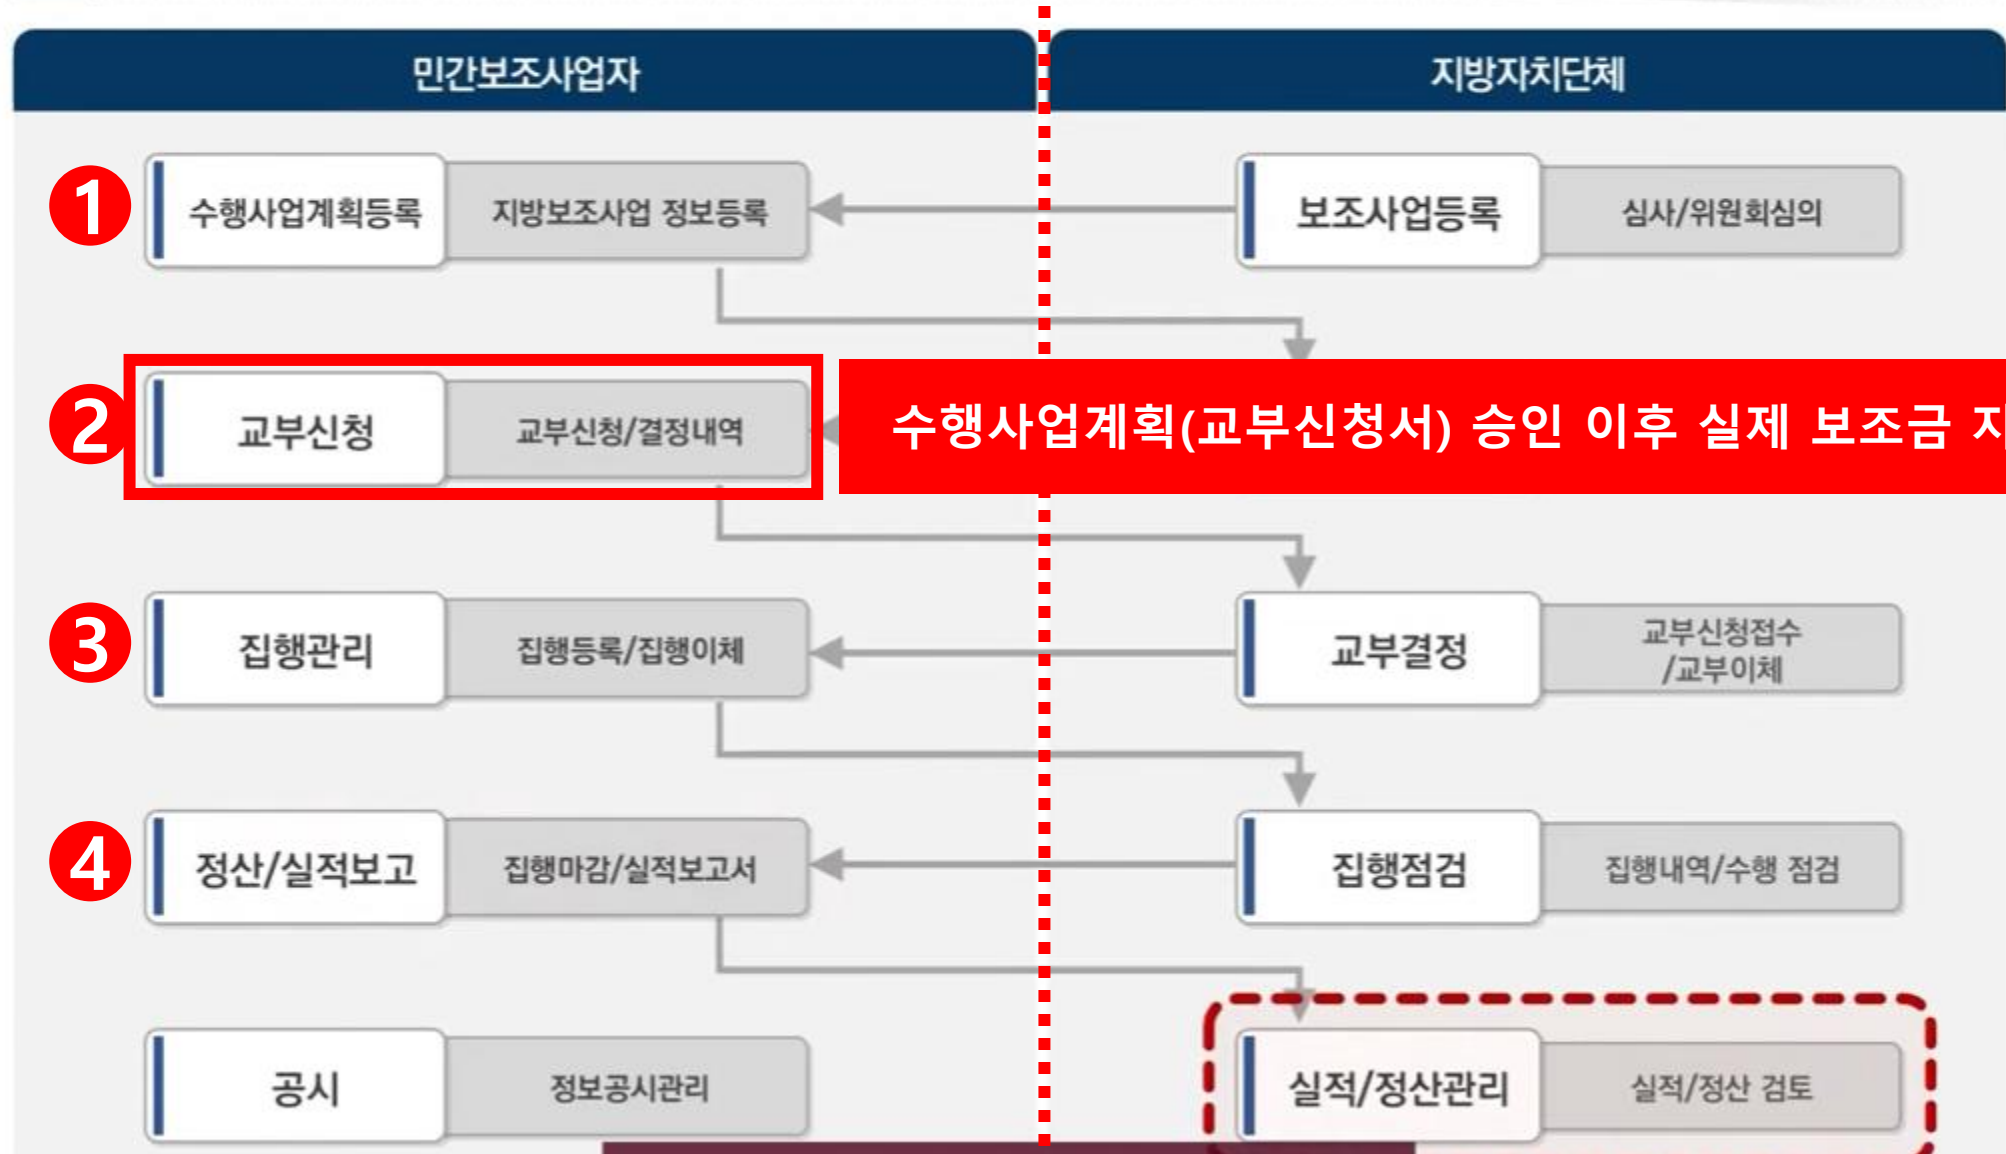 민간보조사업자
지방자치단체
1
수행사업계획등록
지방보조사업 정보등록
보조사업등록
심사/위원회심의
2
교부신청
교부신청/결정내역
수행사업계획(교부신청서) 승인 이후 실제 보조금
3
집행관리
집행등록/집행이체
교부결정
교부신청접수
/교부이체
4
정산/실적보고
집행마감/실적보고서
집행점검
집행내역/수행 점검
공시
정보공시관리
실적/정산관리
실적/정산 검토